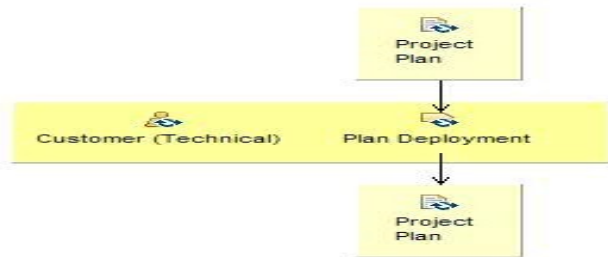 Project
Plan
Customer (Technical) Plan Deployment
Project
Plan